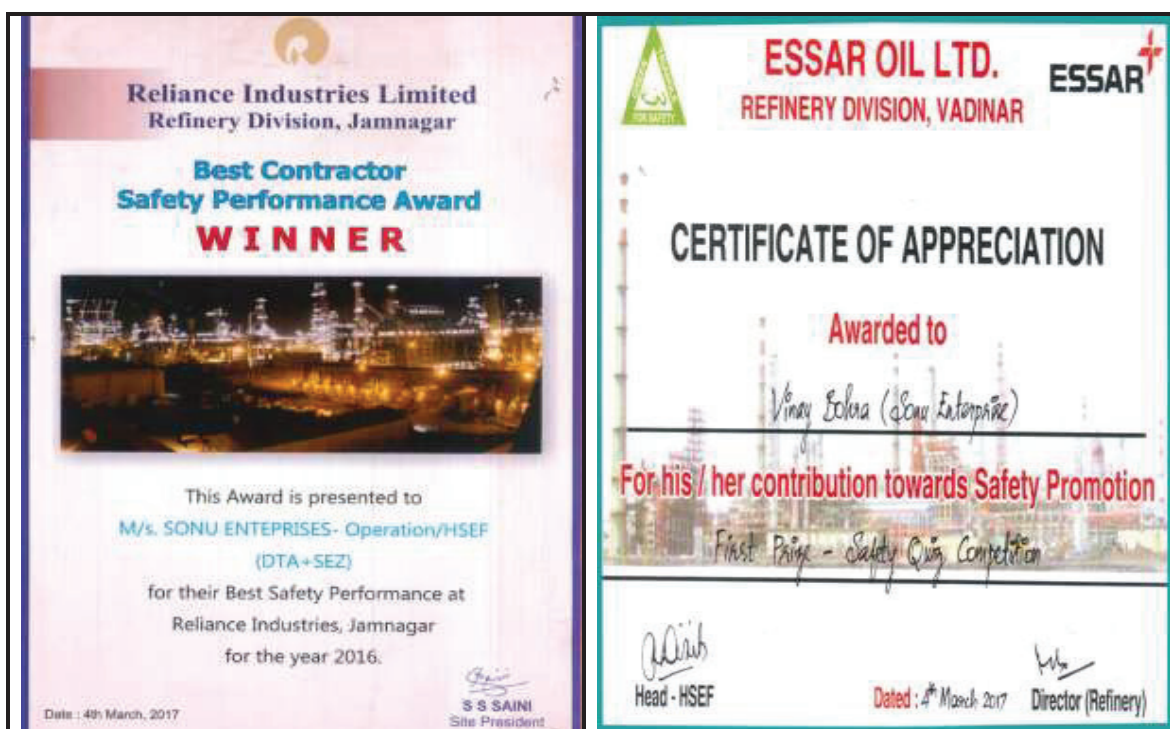 Reliance Industries Limited
Refinery Division, Jamnagar
Best Contractor
Safety Performance Award
WINNER
This Award is presented to
M/s. SONU ENTEPRISES- Operation/HSEF
(DTA+SEZ)
for their Best Safety Performance at
Reliance Industries, Jamnagar
for the year 2016.
Date : 4th March, 2017
S S SAINI
Site President
3
FOR SAFETY
ESSAR OIL LTD.
REFINERY DIVISION, VADINAR
ESSAR
CERTIFICATE OF APPRECIATION
Awarded to
Vinay Bohra (Sonu Enterprise)
For his / her contribution towards Safety Promotion
First Prize - Safety Quiz Competition
Head - HSEF
Dated : 4th March 2017
Director (Refinery)